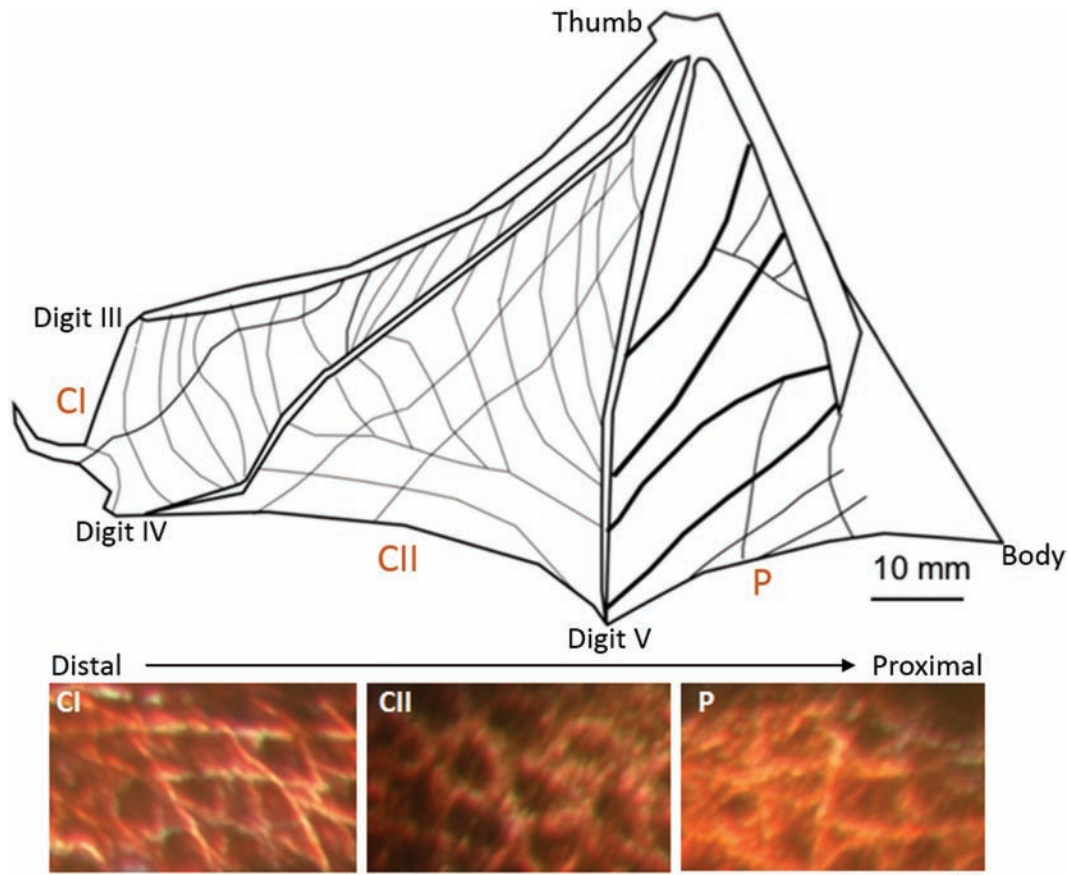 Thumb
Digit III
CI
Digit IV
CII
P
Body
10 mm
Digit V
Distal
Proximal
CI
CII
P